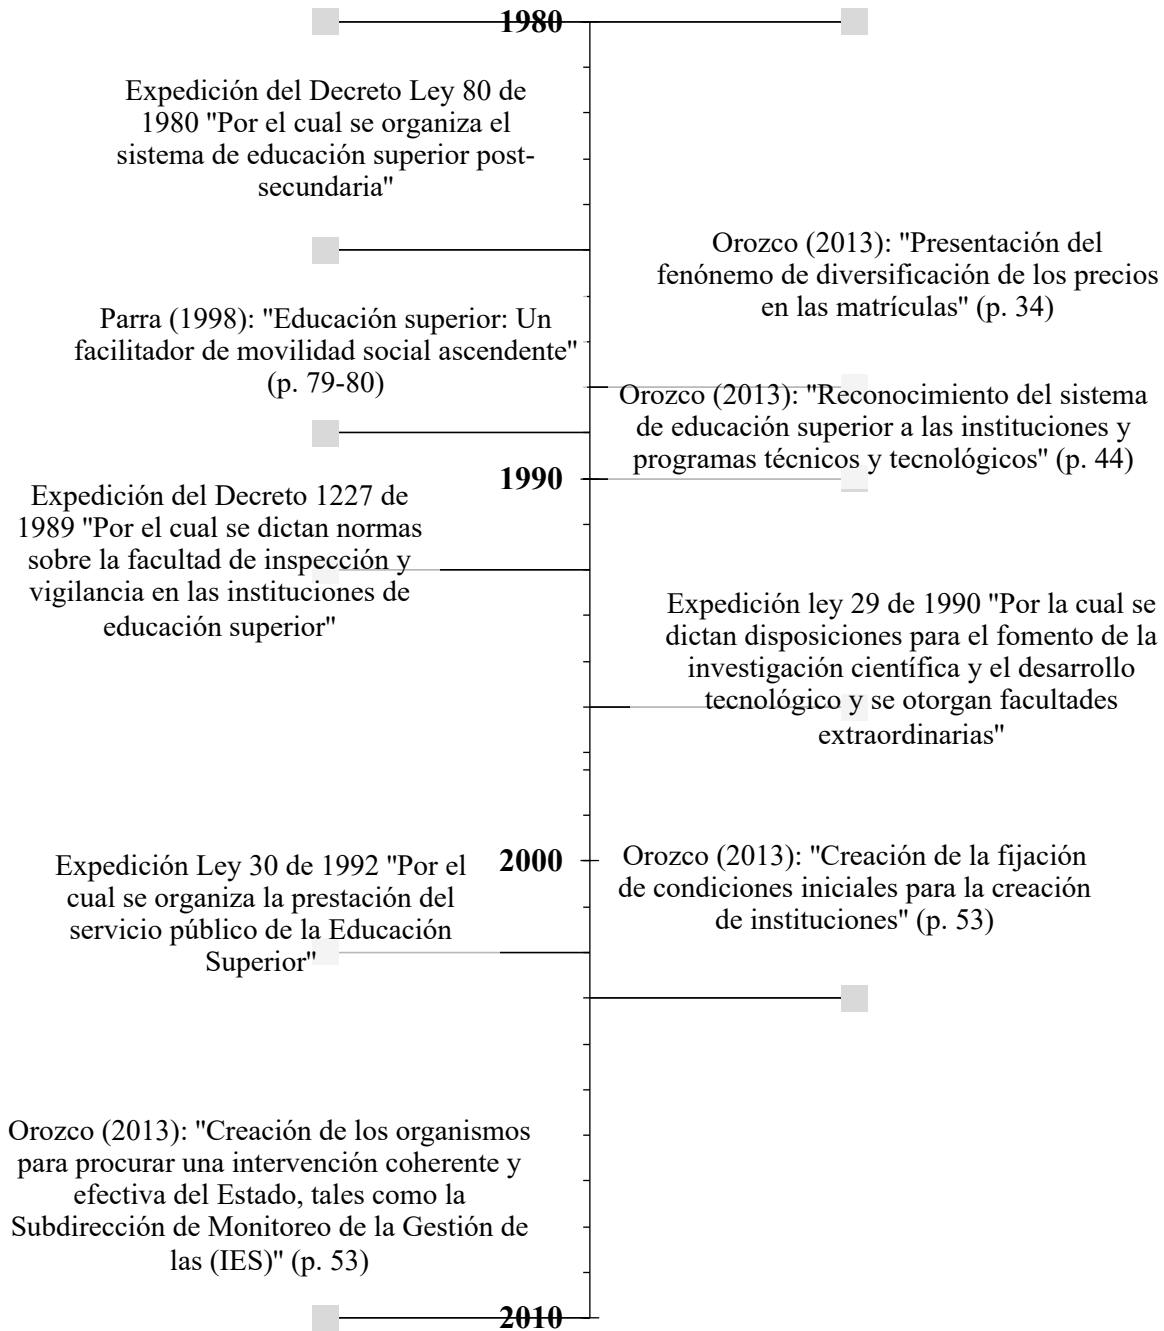 1980
Expedición del Decreto Ley 80 de
1980 "Por el cual se organiza el
sistema de educación superior post-
secundaria"
Orozco (2013): "Presentación del
fenónemo de diversificación de los precios
en las matrículas" (p. 34)
Parra (1998): "Educación superior: Un
facilitador de movilidad social ascendente"
(p. 79-80)
Orozco (2013): "Reconocimiento del sistema
de educación superior a las instituciones y
programas técnicos y tecnológicos" (p. 44)
1990
Expedición del Decreto 1227 de
1989 "Por el cual se dictan normas
sobre la facultad de inspección y
vigilancia en las instituciones de
educación superior"
Expedición ley 29 de 1990 "Por la cual se
dictan disposiciones para el fomento de la
investigación científica y el desarrollo
tecnológico y se otorgan facultades
extraordinarias"
Expedición Ley 30 de 1992 "Por el
cual se organiza la prestación del
servicio público de la Educación
Superior"
2000
Orozco (2013): "Creación de la fijación
de condiciones iniciales para la creación
de instituciones" (p. 53)
Orozco (2013): "Creación de los organismos
para procurar una intervención coherente y
efectiva del Estado, tales como la
Subdirección de Monitoreo de la Gestión de
las (IES)" (p. 53)
2010